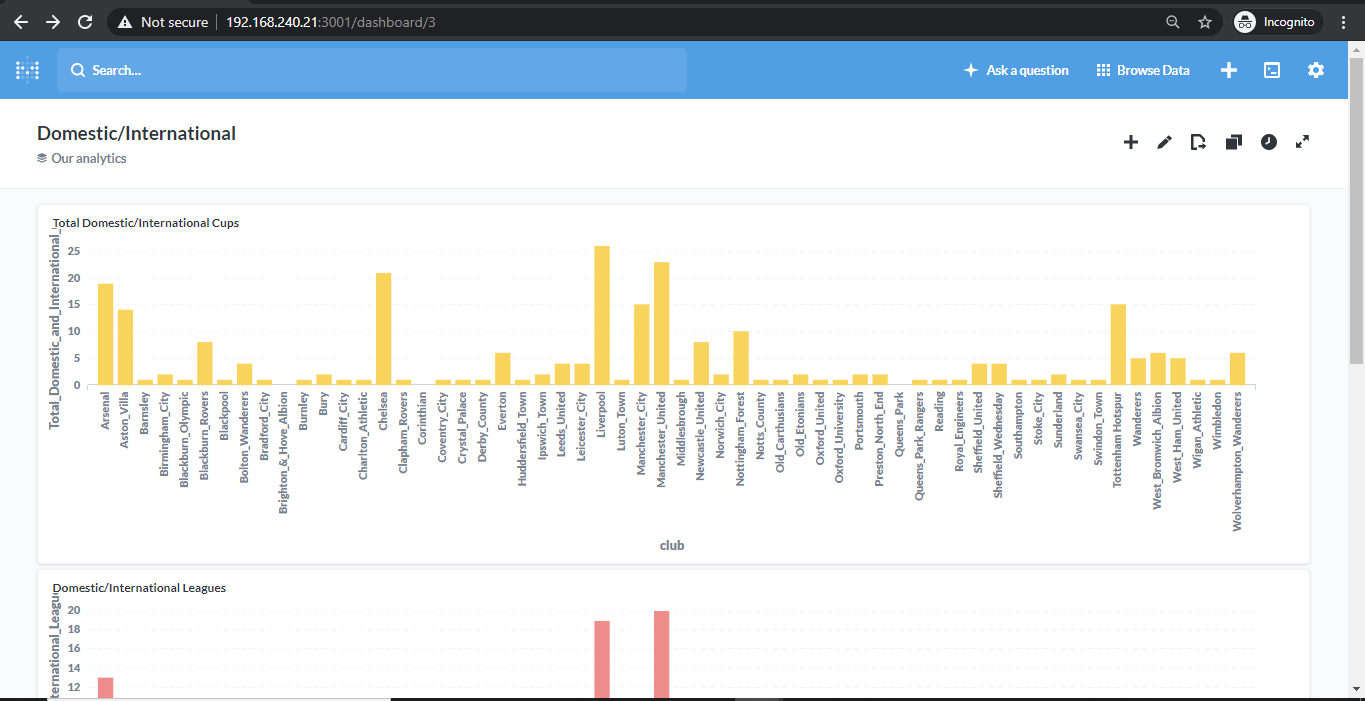 Not secure
192.168.240.21:3001/dashboard/3
Incognito
Search...
Ask a question
Browse Data
Domestic/International
Our analytics
Total Domestic/International Cups
Total_Domestic_and_International_
25
20
15
10
5
0
Arsenal
Aston_Villa
Barnsley
Birmingham_City
Blackburn_Olympic
Blackburn_Rovers
Blackpool
Bolton_Wanderers
Bradford_City
Brighton_&_Hove_Albion
Burnley
Bury
Cardiff_City
Charlton_Athletic
Chelsea
Clapham_Rovers
Corinthian
Coventry_City
Crystal_Palace
Derby_County
Everton
Huddersfield_Town
Ipswich_Town
Leeds_United
Leicester_City
Liverpool
Luton_Town
Manchester_City
Manchester_United
Middlesbrough
Newcastle_United
Norwich_City
Nottingham_Forest
Notts_County
Old_Carthusians
Old_Etonians
Oxford_United
Oxford_University
Portsmouth
Preston_North_End
Queens_Park
Queens_Park_Rangers
Reading
Royal_Engineers
Sheffield_United
Sheffield_Wednesday
Southampton
Stoke_City
Sunderland
Swansea_City
Swindon_Town
Tottenham Hotspur
Wanderers
West_Bromwich_Albion
West_Ham_United
Wigan_Athletic
Wimbledon
Wolverhampton_Wanderers
club
Domestic/International Leagues
ternational_Leagu
20
18
16
14
12